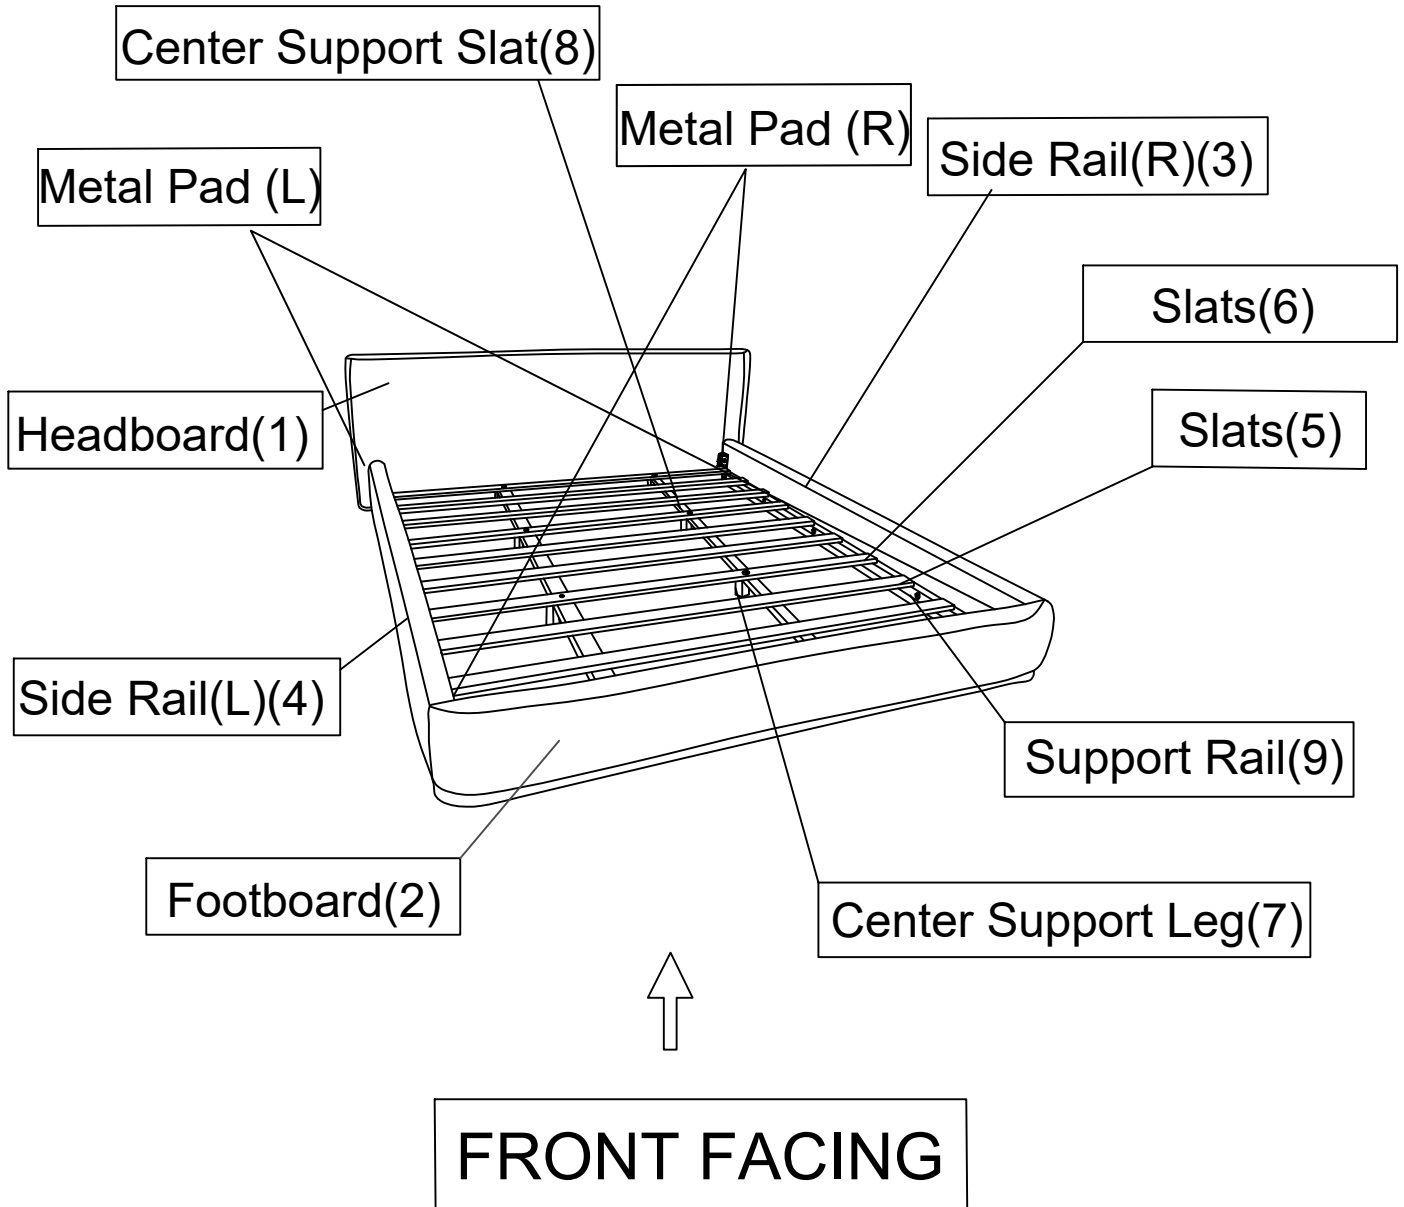 Center Support Slat(8)
Metal Pad (R)
Side Rail(R)(3)
Metal Pad (L)
Slats(6)
Headboard(1)
Slats(5)
Side Rail(L)(4)
Support Rail(9)
Footboard(2)
Center Support Leg(7)
FRONT FACING